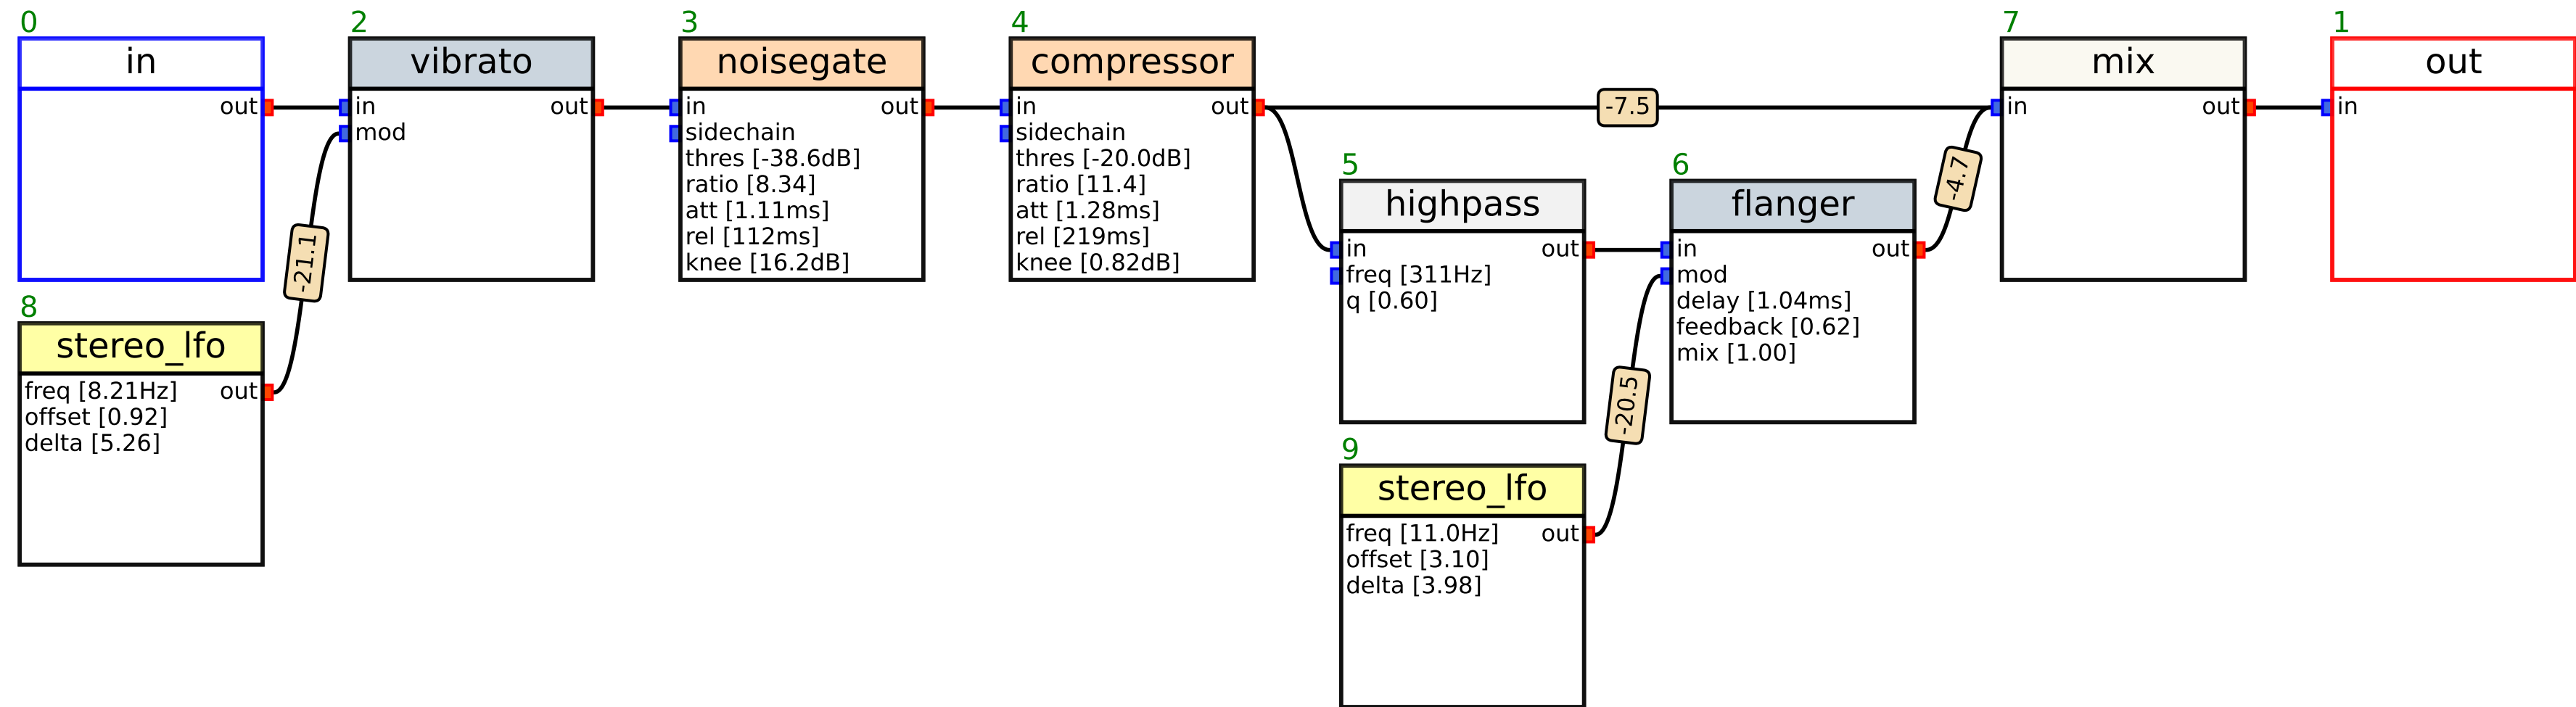 0
in
out
2
vibrato
in
out
mod
3
noisegate
in
out
sidechain
thres [-38.6dB]
ratio [8.34]
att [1.11ms]
rel [112ms]
knee [16.2dB]
4
compressor
in
out
sidechain
thres [-20.0dB]
ratio [11.4]
att [1.28ms]
rel [219ms]
knee [0.82dB]
-7.5
7
mix
in
out
1
out
in
-21.1
8
stereo_lfo
freq [8.21Hz]
out
offset [0.92]
delta [5.26]
5
highpass
in
out
freq [311Hz]
q [0.60]
6
flanger
in
out
mod
delay [1.04ms]
feedback [0.62]
mix [1.00]
-4.7
-20.5
9
stereo_lfo
freq [11.0Hz]
out
offset [3.10]
delta [3.98]